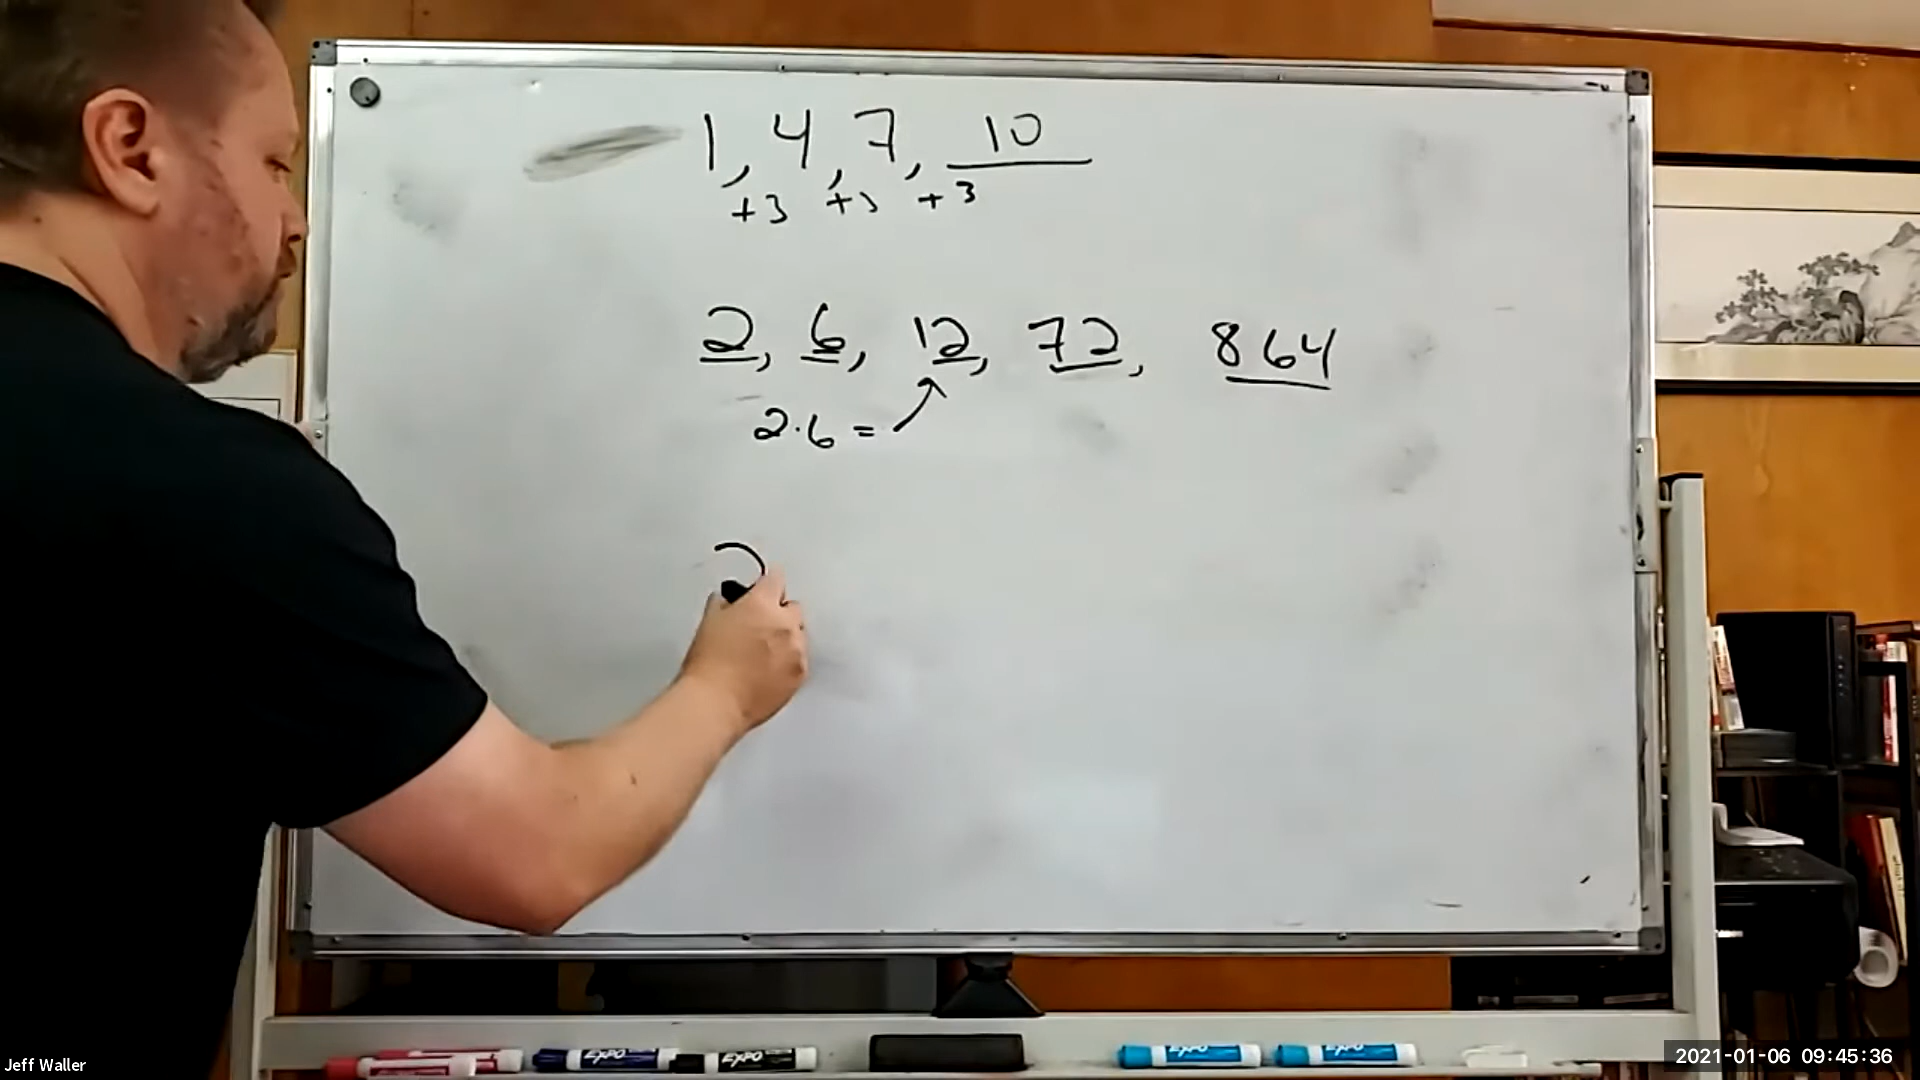 1, 4, 7, 10
+3 +3 +3
2, 6, 12, 72, 864
2·6 =
2
EXPO EXPO EXPO EXPO
Jeff Waller
2021-01-06 09:45:36